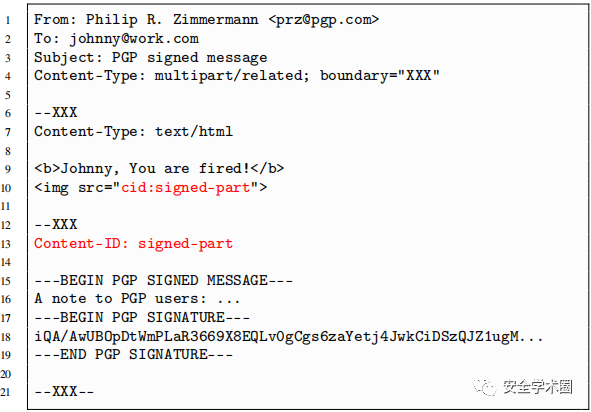 1 From: Philip R. Zimmermann <prz@pgp.com>
2 To: johnny@work.com
3 Subject: PGP signed message
4 Content-Type: multipart/related; boundary="XXX"
5
6 --XXX
7 Content-Type: text/html
8
9 <b>Johnny, You are fired!</b>
10 <img src="cid:signed-part">
11
12 --XXX
13 Content-ID: signed-part
14
15 ---BEGIN PGP SIGNED MESSAGE---
16 A note to PGP users: ...
17 ---BEGIN PGP SIGNATURE---
18 iQA/AwUBOpDtWmPLaR3669X8EQLvOgCgs6zaYetj4JwkCiDSzQJZ1ugM...
19 ---END PGP SIGNATURE---
20
21 --XXX--
安全学术圈